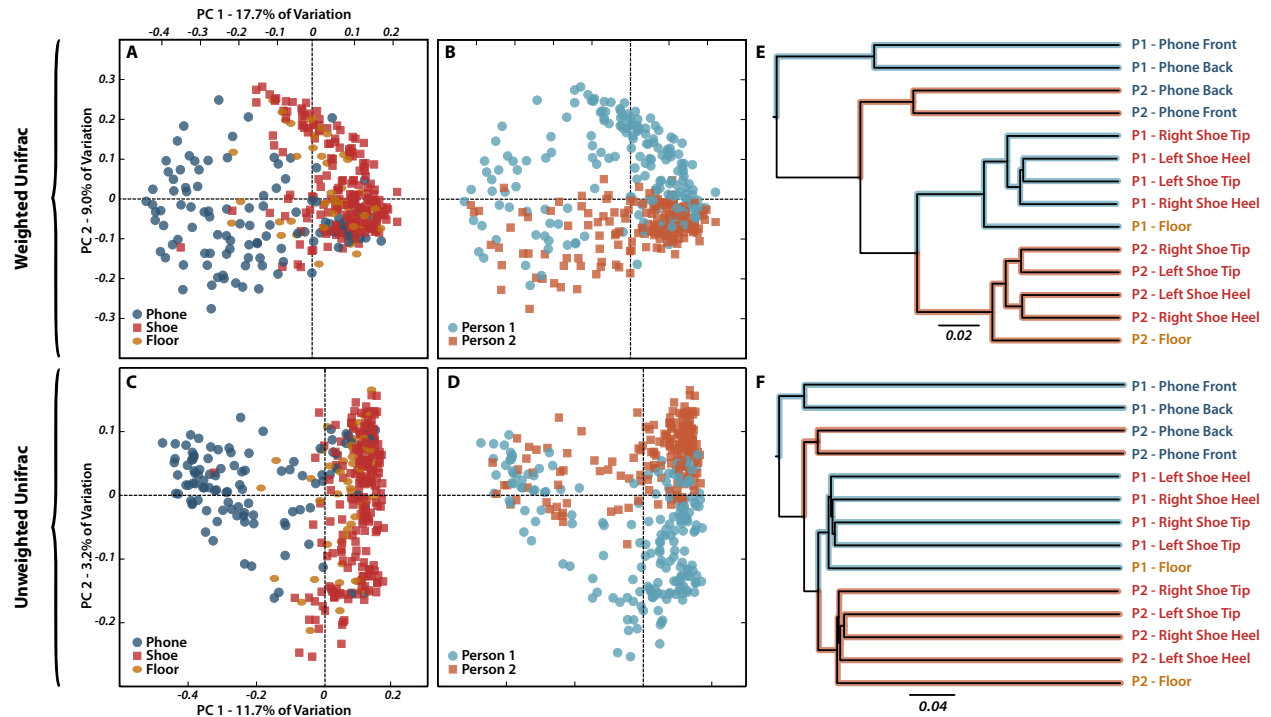 PC 1 - 17.7% of Variation
-0.4 -0.3 -0.2 -0.1 0 0.1 0.2
Weighted Unifrac
PC 2 - 9.0% of Variation
0.3
0.2
0.1
0
-0.1
-0.2
-0.3
A
Phone
Shoe
Floor
B
Person 1
Person 2
E
P1 - Phone Front
P1 - Phone Back
P2 - Phone Back
P2 - Phone Front
P1 - Right Shoe Tip
P1 - Left Shoe Heel
P1 - Left Shoe Tip
P1 - Right Shoe Heel
P1 - Floor
P2 - Right Shoe Tip
P2 - Left Shoe Tip
P2 - Left Shoe Heel
P2 - Right Shoe Heel
P2 - Floor
0.02
Unweighted Unifrac
PC 2 - 3.2% of Variation
0.1
0
-0.1
-0.2
C
Phone
Shoe
Floor
-0.4 -0.2 0 0.2
PC 1 - 11.7% of Variation
D
Person 1
Person 2
F
P1 - Phone Front
P1 - Phone Back
P2 - Phone Back
P2 - Phone Front
P1 - Left Shoe Heel
P1 - Right Shoe Heel
P1 - Right Shoe Tip
P1 - Left Shoe Tip
P1 - Floor
P2 - Right Shoe Tip
P2 - Left Shoe Tip
P2 - Right Shoe Heel
P2 - Left Shoe Heel
P2 - Floor
0.04